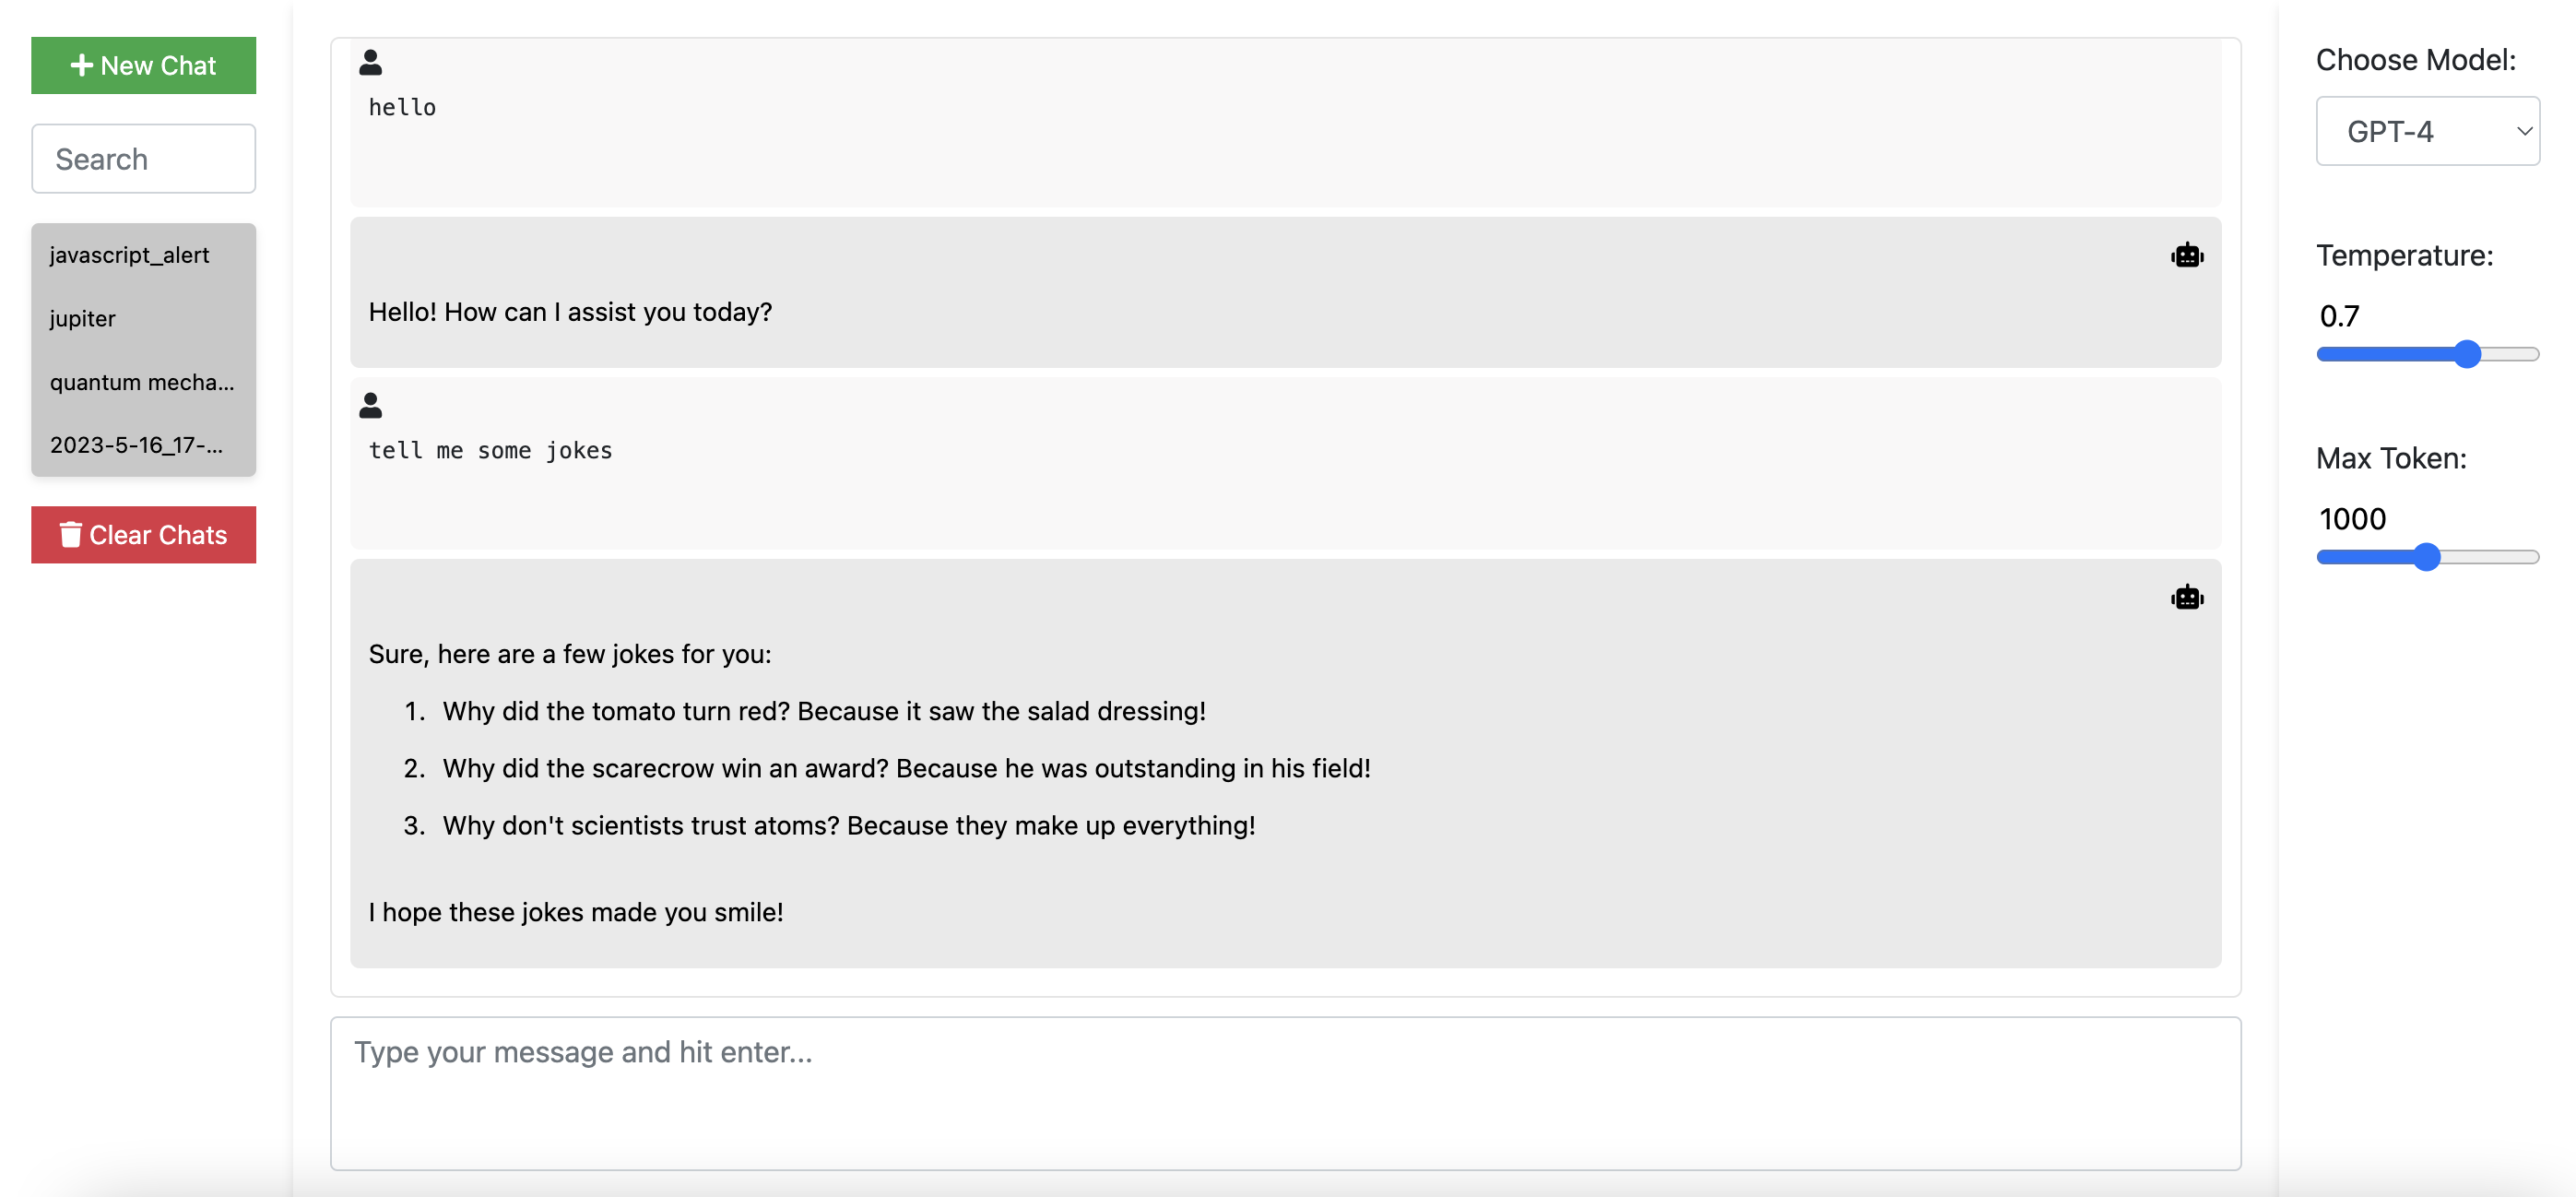 New Chat
Search
javascript_alert
jupiter
quantum mecha...
2023-5-16_17-...
Clear Chats
hello
Hello! How can I assist you today?
tell me some jokes
Sure, here are a few jokes for you:
1. Why did the tomato turn red? Because it saw the salad dressing!
2. Why did the scarecrow win an award? Because he was outstanding in his field!
3. Why don't scientists trust atoms? Because they make up everything!
I hope these jokes made you smile!
Type your message and hit enter...
Choose Model:
GPT-4
Temperature:
0.7
Max Token:
1000